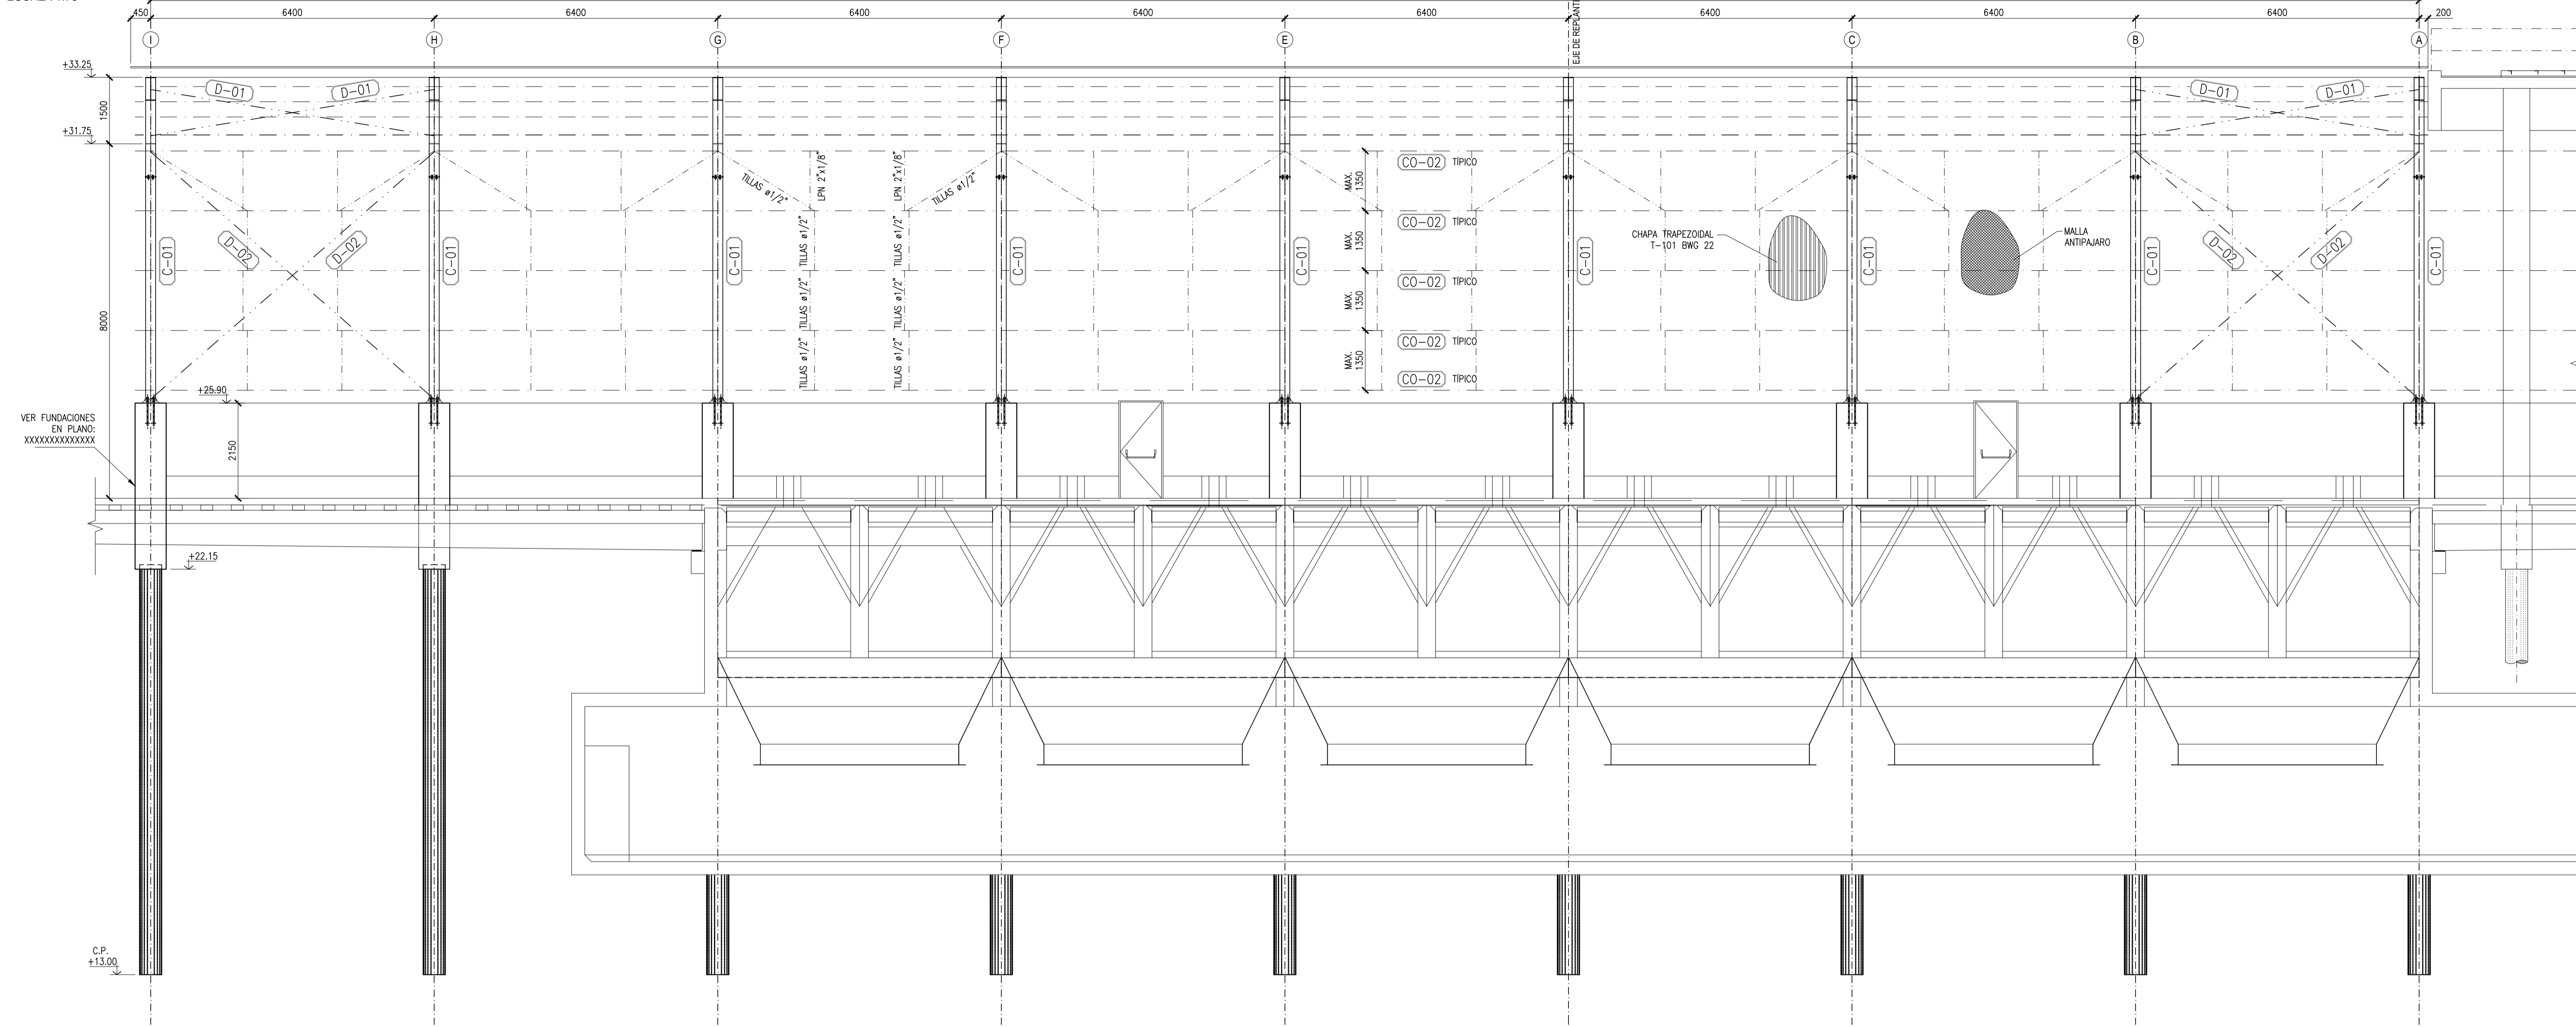 450
6400
6400
6400
6400
6400
6400
6400
6400
200
EJE DE REPLANTE
I
H
G
F
E
C
B
A
+33.25
1500
+31.75
D-01
D-01
D-01
D-01
LPN 2"x1/8"
LPN 2"x1/8"
TILLAS ø1/2"
TILLAS ø1/2"
MAX.
1350
CO-02 TÍPICO
C-01
D-02
D-02
C-01
TILLAS ø1/2"
TILLAS ø1/2"
C-01
C-01
C-01
MAX.
1350
CO-02 TÍPICO
C-01
CHAPA TRAPEZOIDAL
T-101 BWG 22
C-01
MALLA
ANTIPAJARO
C-01
D-02
D-02
C-01
TILLAS ø1/2"
TILLAS ø1/2"
MAX.
1350
CO-02 TÍPICO
8000
TILLAS ø1/2"
TILLAS ø1/2"
MAX.
1350
CO-02 TÍPICO
CO-02 TÍPICO
+25.90
VER FUNDACIONES
EN PLANO:
XXXXXXXXXXXXXX
2150
+22.15
C.P.
+13.00